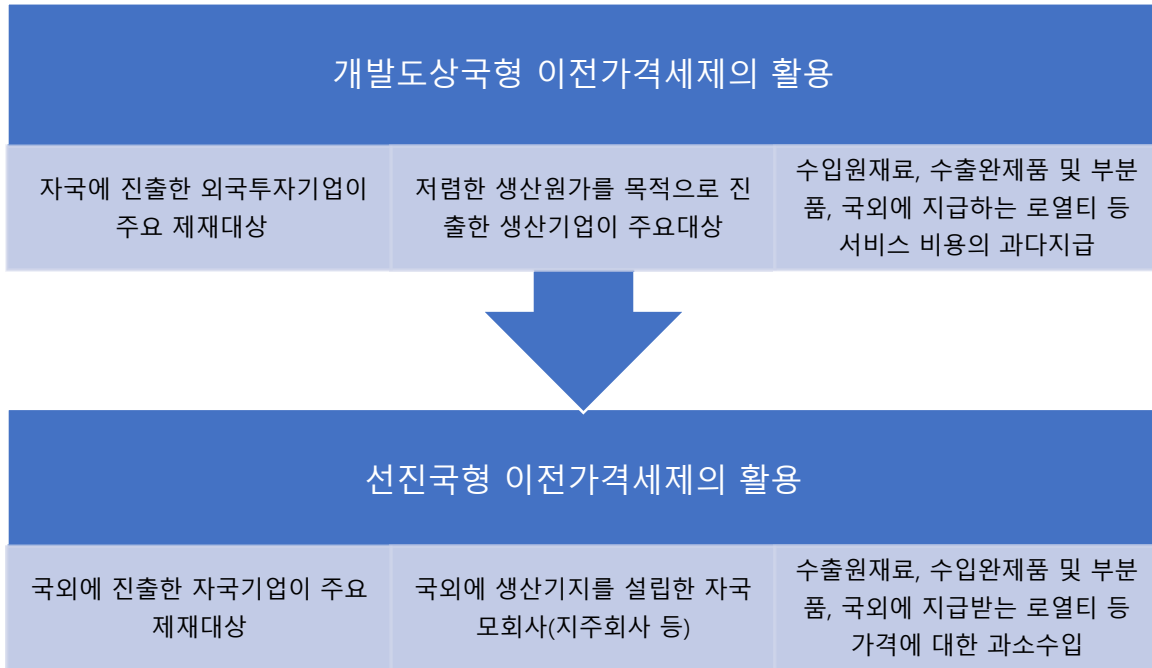 개발도상국형 이전가격세제의 활용
자국에 진출한 외국투자기업이
주요 제재대상
저렴한 생산원가를 목적으로 진
출한 생산기업이 주요대상
수입원재료, 수출완제품 및 부분
품, 국외에 지급하는 로열티 등
서비스 비용의 과다지급
선진국형 이전가격세제의 활용
국외에 진출한 자국기업이 주요
제재대상
국외에 생산기지를 설립한 자국
모회사(지주회사 등)
수출원재료, 수입완제품 및 부분
품, 국외에 지급받는 로열티 등
가격에 대한 과소수입